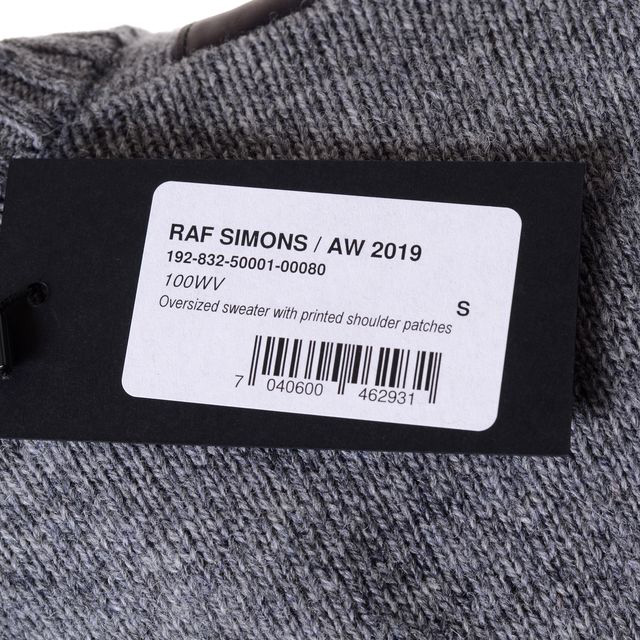 RAF SIMONS / AW 2019
192-832-50001-00080
100WV
S
Oversized sweater with printed shoulder patches
7 040600 462931